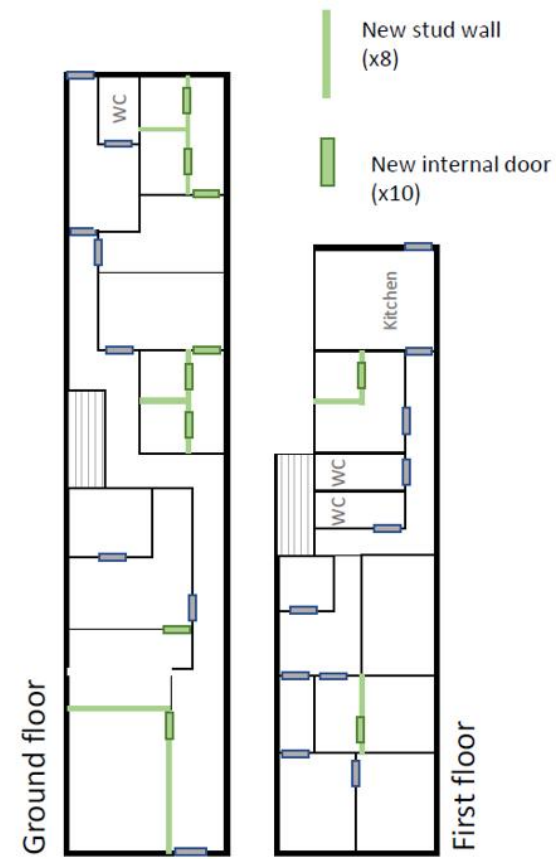 New stud wall
(x8)
New internal door
(x10)
WC
Kitchen
WC
WC
Ground floor
First floor